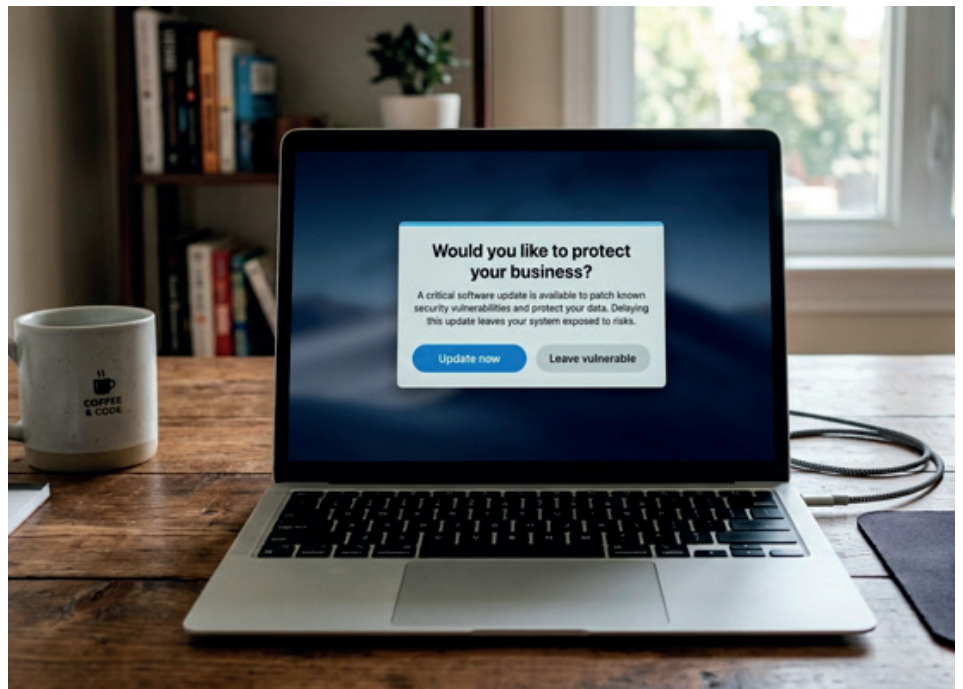 Would you like to protect
your business?
A critical software update is available to patch known
security vulnerabilities and protect your data. Delaying
this update leaves your system exposed to risks.
Update now
Leave vulnerable
COFFEE
& CODE